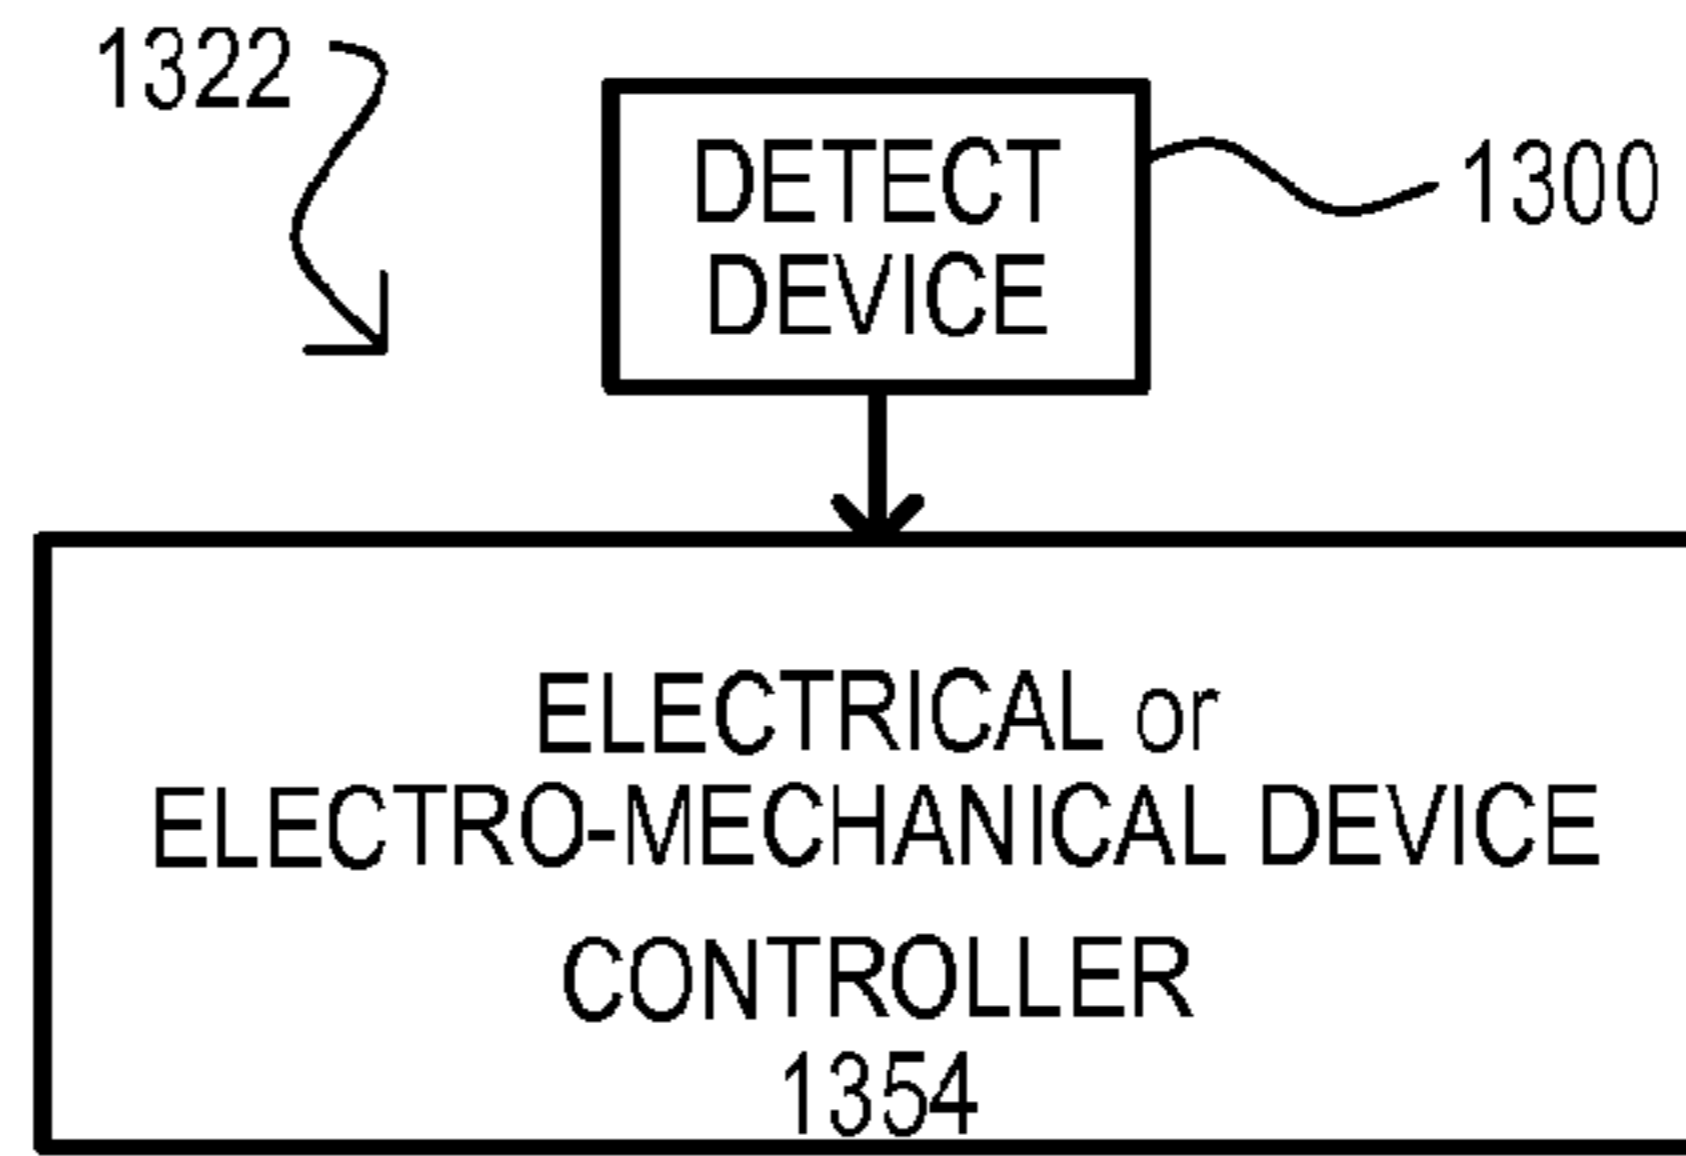 1322
DETECT
DEVICE
1300
ELECTRICAL or
ELECTRO-MECHANICAL DEVICE
CONTROLLER
1354